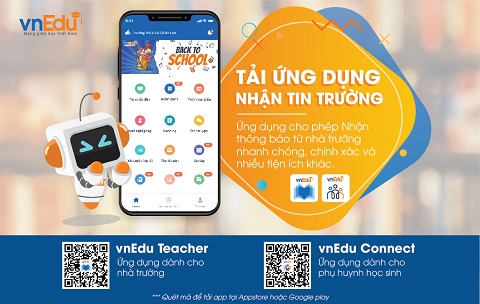 vnEdu
Mạng giáo dục Việt Nam
BACK TO
SCHOOL
TẢI ỨNG DỤNG
NHẬN TIN TRƯỜNG
Ứng dụng cho phép Nhận
thông báo từ nhà trường
nhanh chóng, chính xác và
nhiều tiện ích khác.
vnEdu
vnEdu
vnEdu Teacher
Ứng dụng dành cho
nhà trường
vnEdu Connect
Ứng dụng dành cho
phụ huynh học sinh
*** Quét mã để tải app tại Appstore hoặc Google play